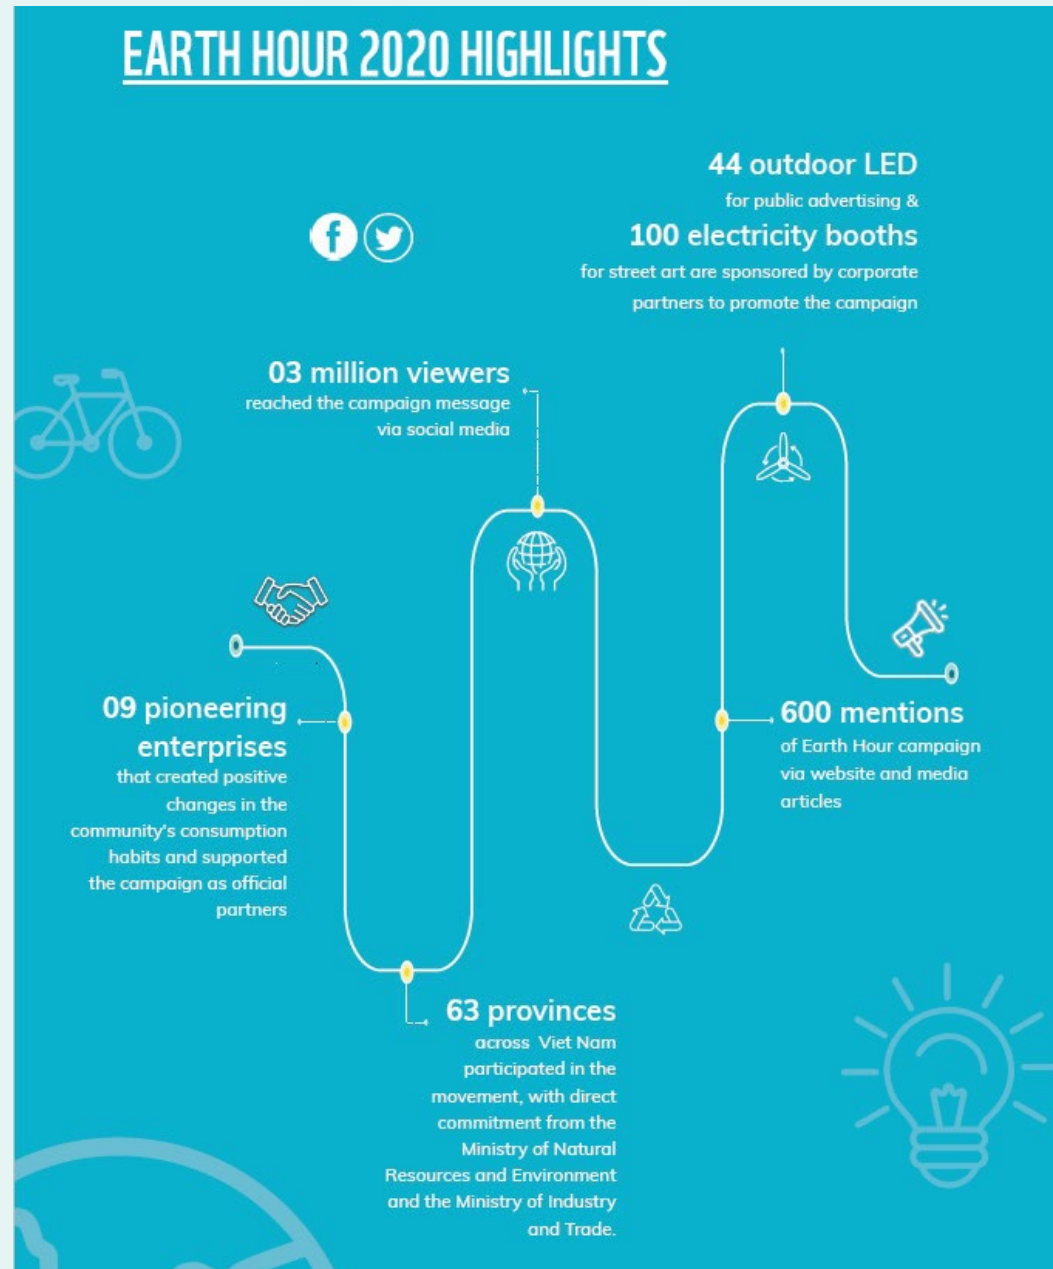 EARTH HOUR 2020 HIGHLIGHTS
44 outdoor LED
for public advertising &
100 electricity booths
for street art are sponsored by corporate
partners to promote the campaign
03 million viewers
reached the campaign message
via social media
09 pioneering
enterprises
that created positive
changes in the
community's consumption
habits and supported
the campaign as official
partners
600 mentions
of Earth Hour campaign
via website and media
articles
63 provinces
across Viet Nam
participated in the
movement, with direct
commitment from the
Ministry of Natural
Resources and Environment
and the Ministry of Industry
and Trade.